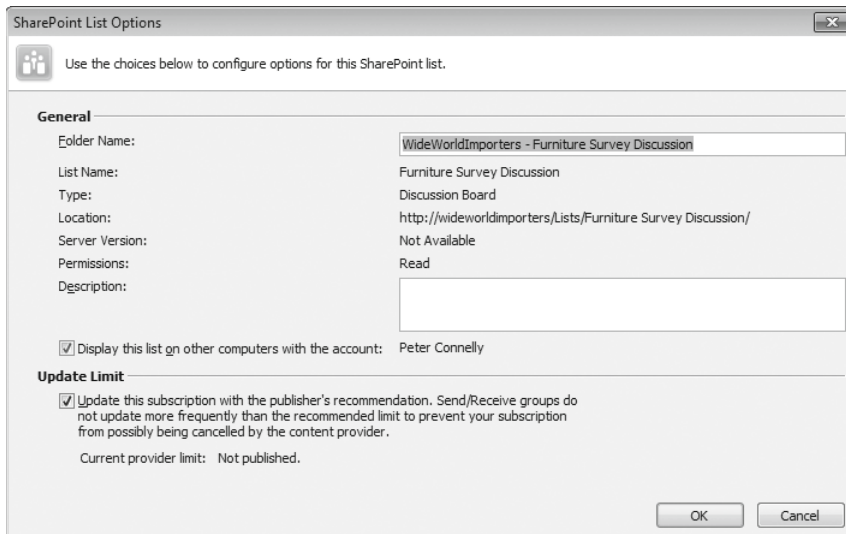 SharePoint List Options
Use the choices below to configure options for this SharePoint list.
General
Folder Name: WideWorldImporters - Furniture Survey Discussion
List Name: Furniture Survey Discussion
Type: Discussion Board
Location: http://wideworldimporters/Lists/Furniture Survey Discussion/
Server Version: Not Available
Permissions: Read
Description:
Display this list on other computers with the account: Peter Connelly
Update Limit
Update this subscription with the publisher's recommendation. Send/Receive groups do
not update more frequently than the recommended limit to prevent your subscription
from possibly being cancelled by the content provider.
Current provider limit: Not published.
OK Cancel